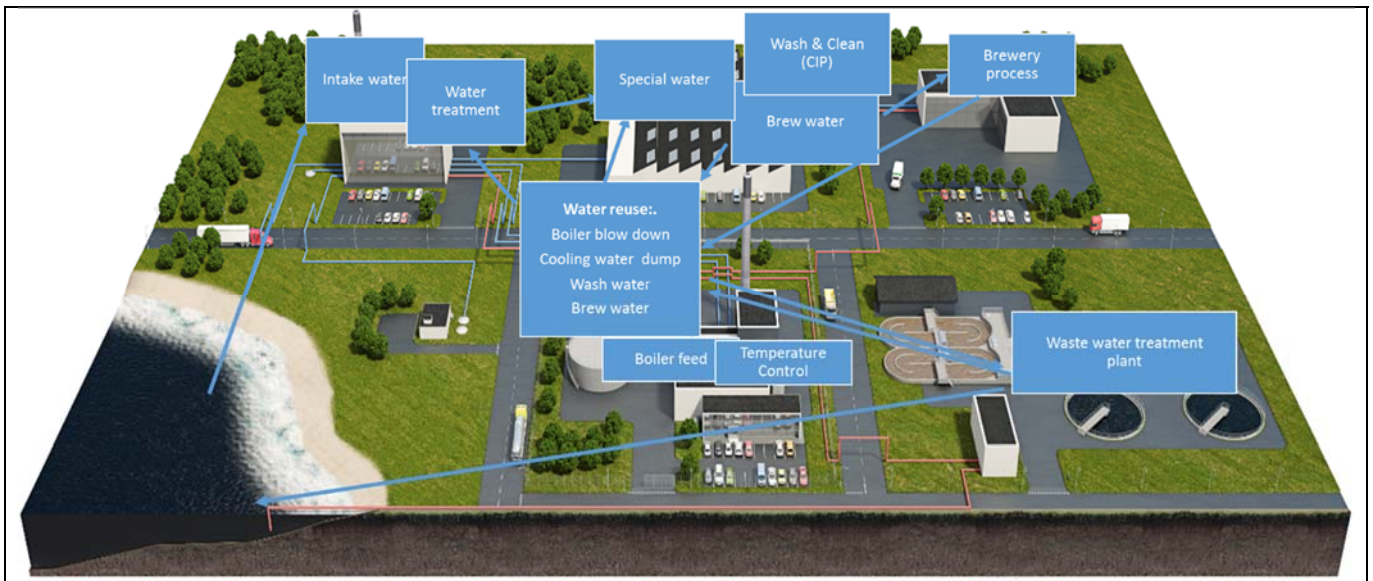 Intake water
Water
treatment
Special water
Wash & Clean
(CIP)
Brew water
Brewery
process
Water reuse:.
Boiler blow down
Cooling water dump
Wash water
Brew water
Boiler feed
Temperature
Control
Waste water treatment
plant